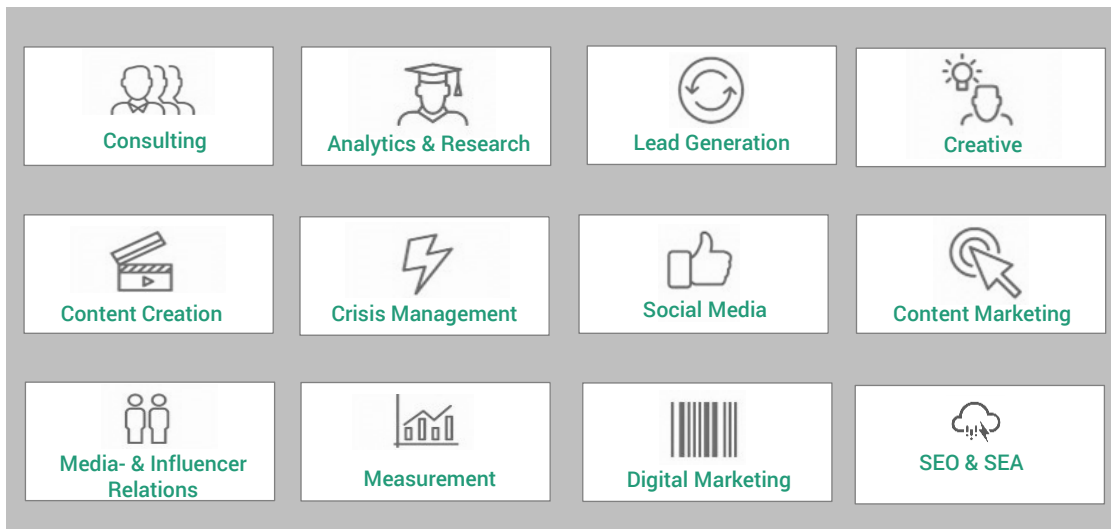 Consulting
Analytics & Research
Lead Generation
Creative
Content Creation
Crisis Management
Social Media
Content Marketing
Media- & Influencer
Relations
Measurement
Digital Marketing
SEO & SEA